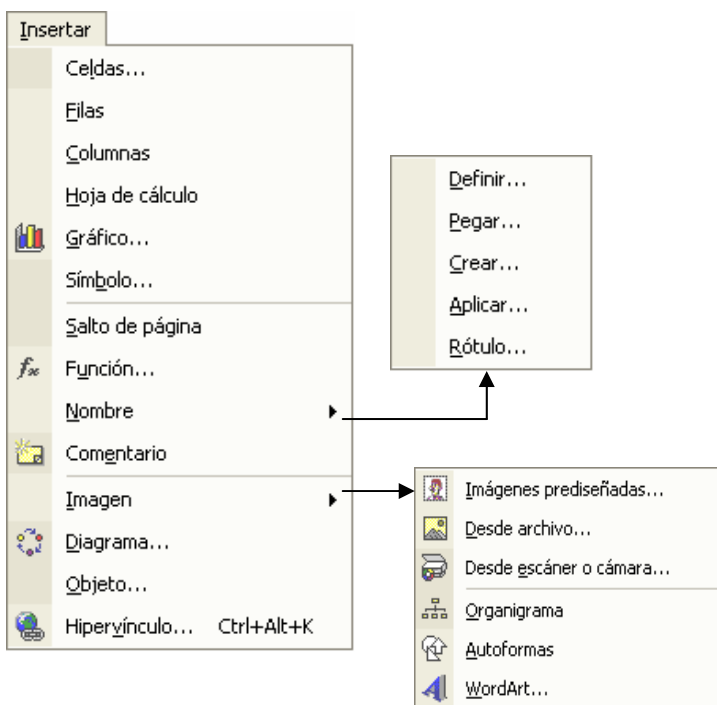 Insertar
Celdas...
Filas
Columnas
Hoja de cálculo
Gráfico...
Símbolo...
Salto de página
fx Función...
Nombre
Comentario
Imagen
Diagrama...
Objeto...
Hipervínculo... Ctrl+Alt+K
Definir...
Pegar...
Crear...
Aplicar...
Rótulo...
Imágenes prediseñadas...
Desde archivo...
Desde escáner o cámara...
Organigrama
Autoformas
WordArt...